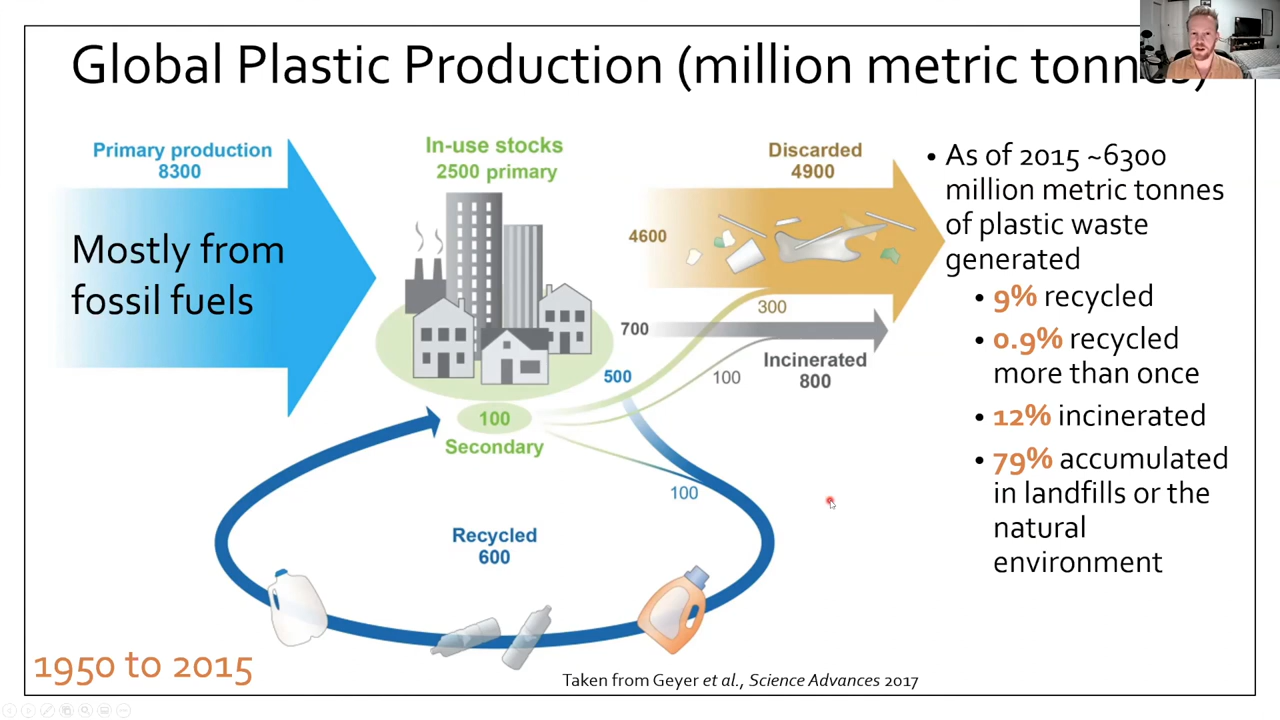 Global Plastic Production (million metric tonnes)
Primary production
8300
Mostly from
fossil fuels
In-use stocks
2500 primary
Discarded
4900
4600
300
700
Incinerated
800
500
100
100
Secondary
100
Recycled
600
• As of 2015 ~6300
million metric tonnes
of plastic waste
generated
• 9% recycled
• 0.9% recycled
more than once
• 12% incinerated
• 79% accumulated
in landfills or the
natural
environment
1950 to 2015
Taken from Geyer et al., Science Advances 2017